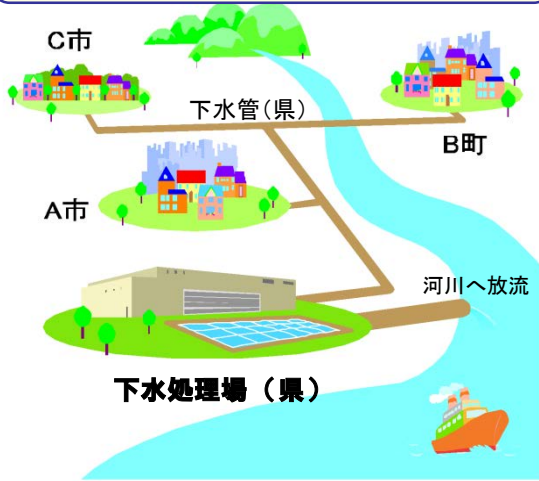 C市
下水管（県）
B町
A市
河川へ放流
下水処理場（県）